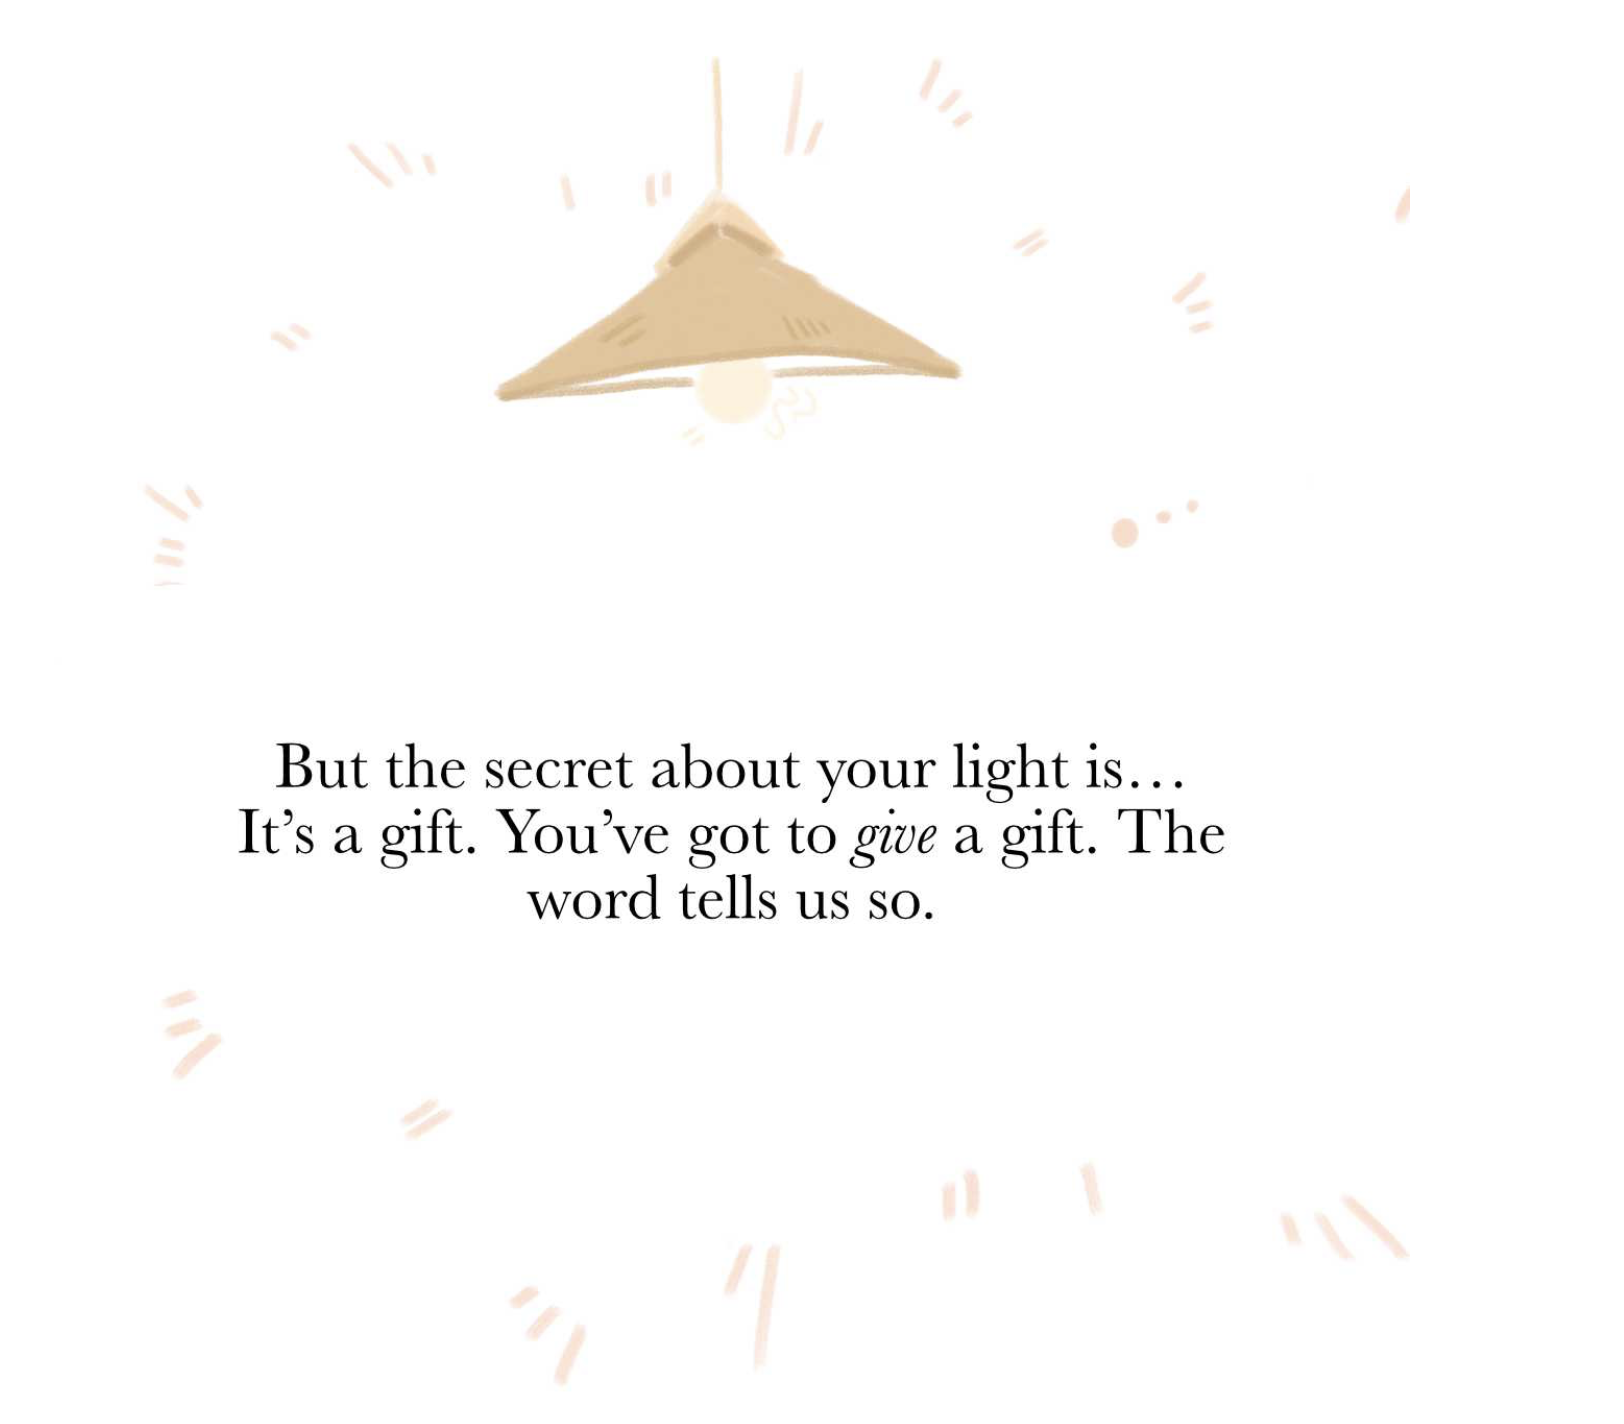 But the secret about your light is…
It’s a gift. You’ve got to give a gift. The
word tells us so.